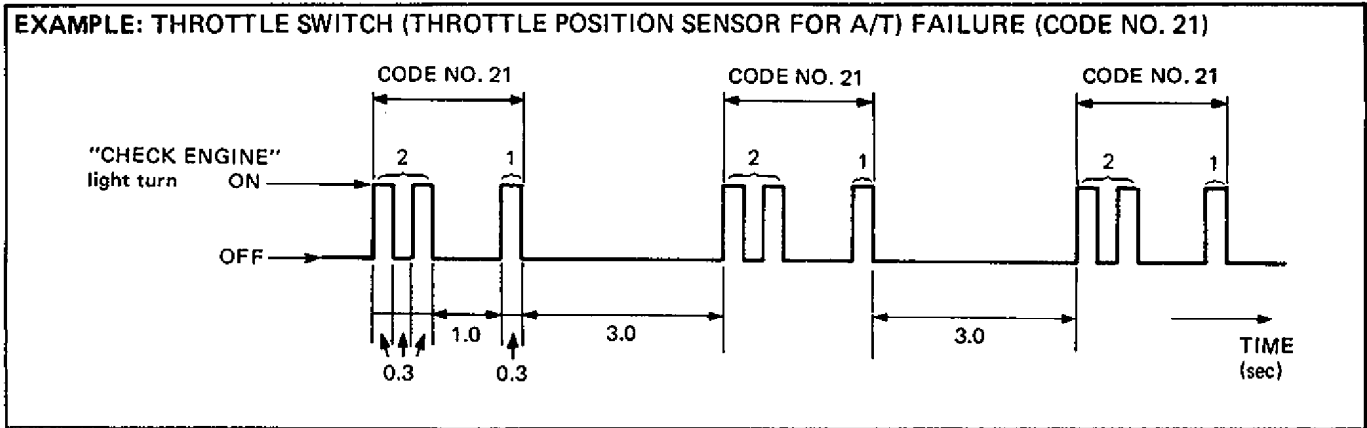 EXAMPLE: THROTTLE SWITCH (THROTTLE POSITION SENSOR FOR A/T) FAILURE (CODE NO. 21)
CODE NO. 21 CODE NO. 21 CODE NO. 21
"CHECK ENGINE" 2 1 2 1 2 1
light turn ON
OFF
1.0 3.0 3.0 TIME
0.3 0.3 (sec)